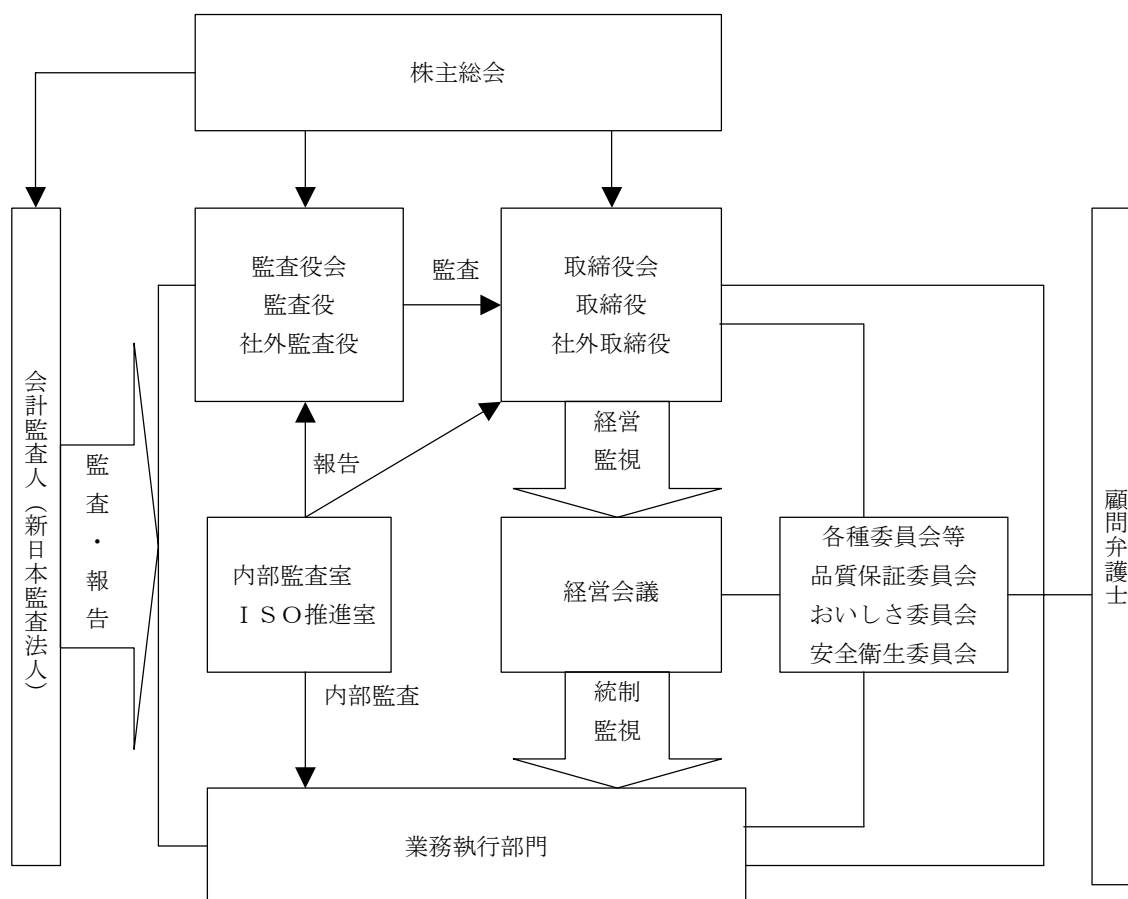 株主総会
監査役会
監査役
社外監査役
監査
取締役会
取締役
社外取締役
会計監査人(新日本監査法人)
監査・報告
報告
経営
監視
内部監査室
ISO推進室
経営会議
各種委員会等
品質保証委員会
おいしさ委員会
安全衛生委員会
顧問弁護士
内部監査
統制
監視
業務執行部門